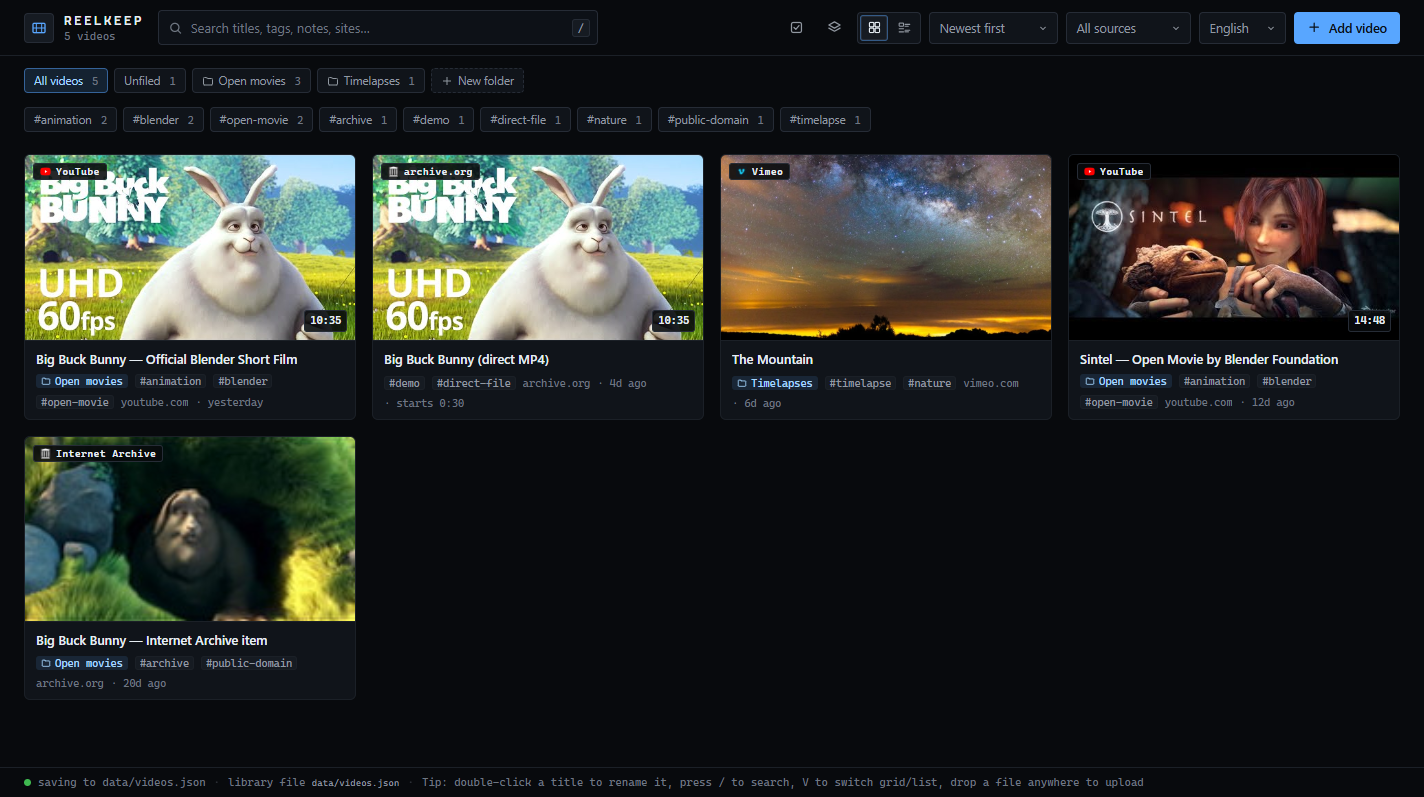 REELKEEP
5 videos
Search titles, tags, notes, sites...
/
Newest first
All sources
English
+ Add video
All videos 5
Unfiled 1
Open movies 3
Timelapses 1
+ New folder
#animation 2
#blender 2
#open-movie 2
#archive 1
#demo 1
#direct-file 1
#nature 1
#public-domain 1
#timelapse 1
YouTube
Big Buck
BUNNY
UHD
60fps
10:35
Big Buck Bunny — Official Blender Short Film
Open movies #animation #blender
#open-movie youtube.com · yesterday
archive.org
Big Buck
BUNNY
UHD
60fps
10:35
Big Buck Bunny (direct MP4)
#demo #direct-file archive.org · 4d ago
· starts 0:30
Vimeo
The Mountain
Timelapses #timelapse #nature vimeo.com
· 6d ago
YouTube
SINTEL
14:48
Sintel — Open Movie by Blender Foundation
Open movies #animation #blender
#open-movie youtube.com · 12d ago
Internet Archive
Big Buck Bunny — Internet Archive item
Open movies #archive #public-domain
archive.org · 20d ago
saving to data/videos.json · library file data/videos.json · Tip: double-click a title to rename it, press / to search, V to switch grid/list, drop a file anywhere to upload